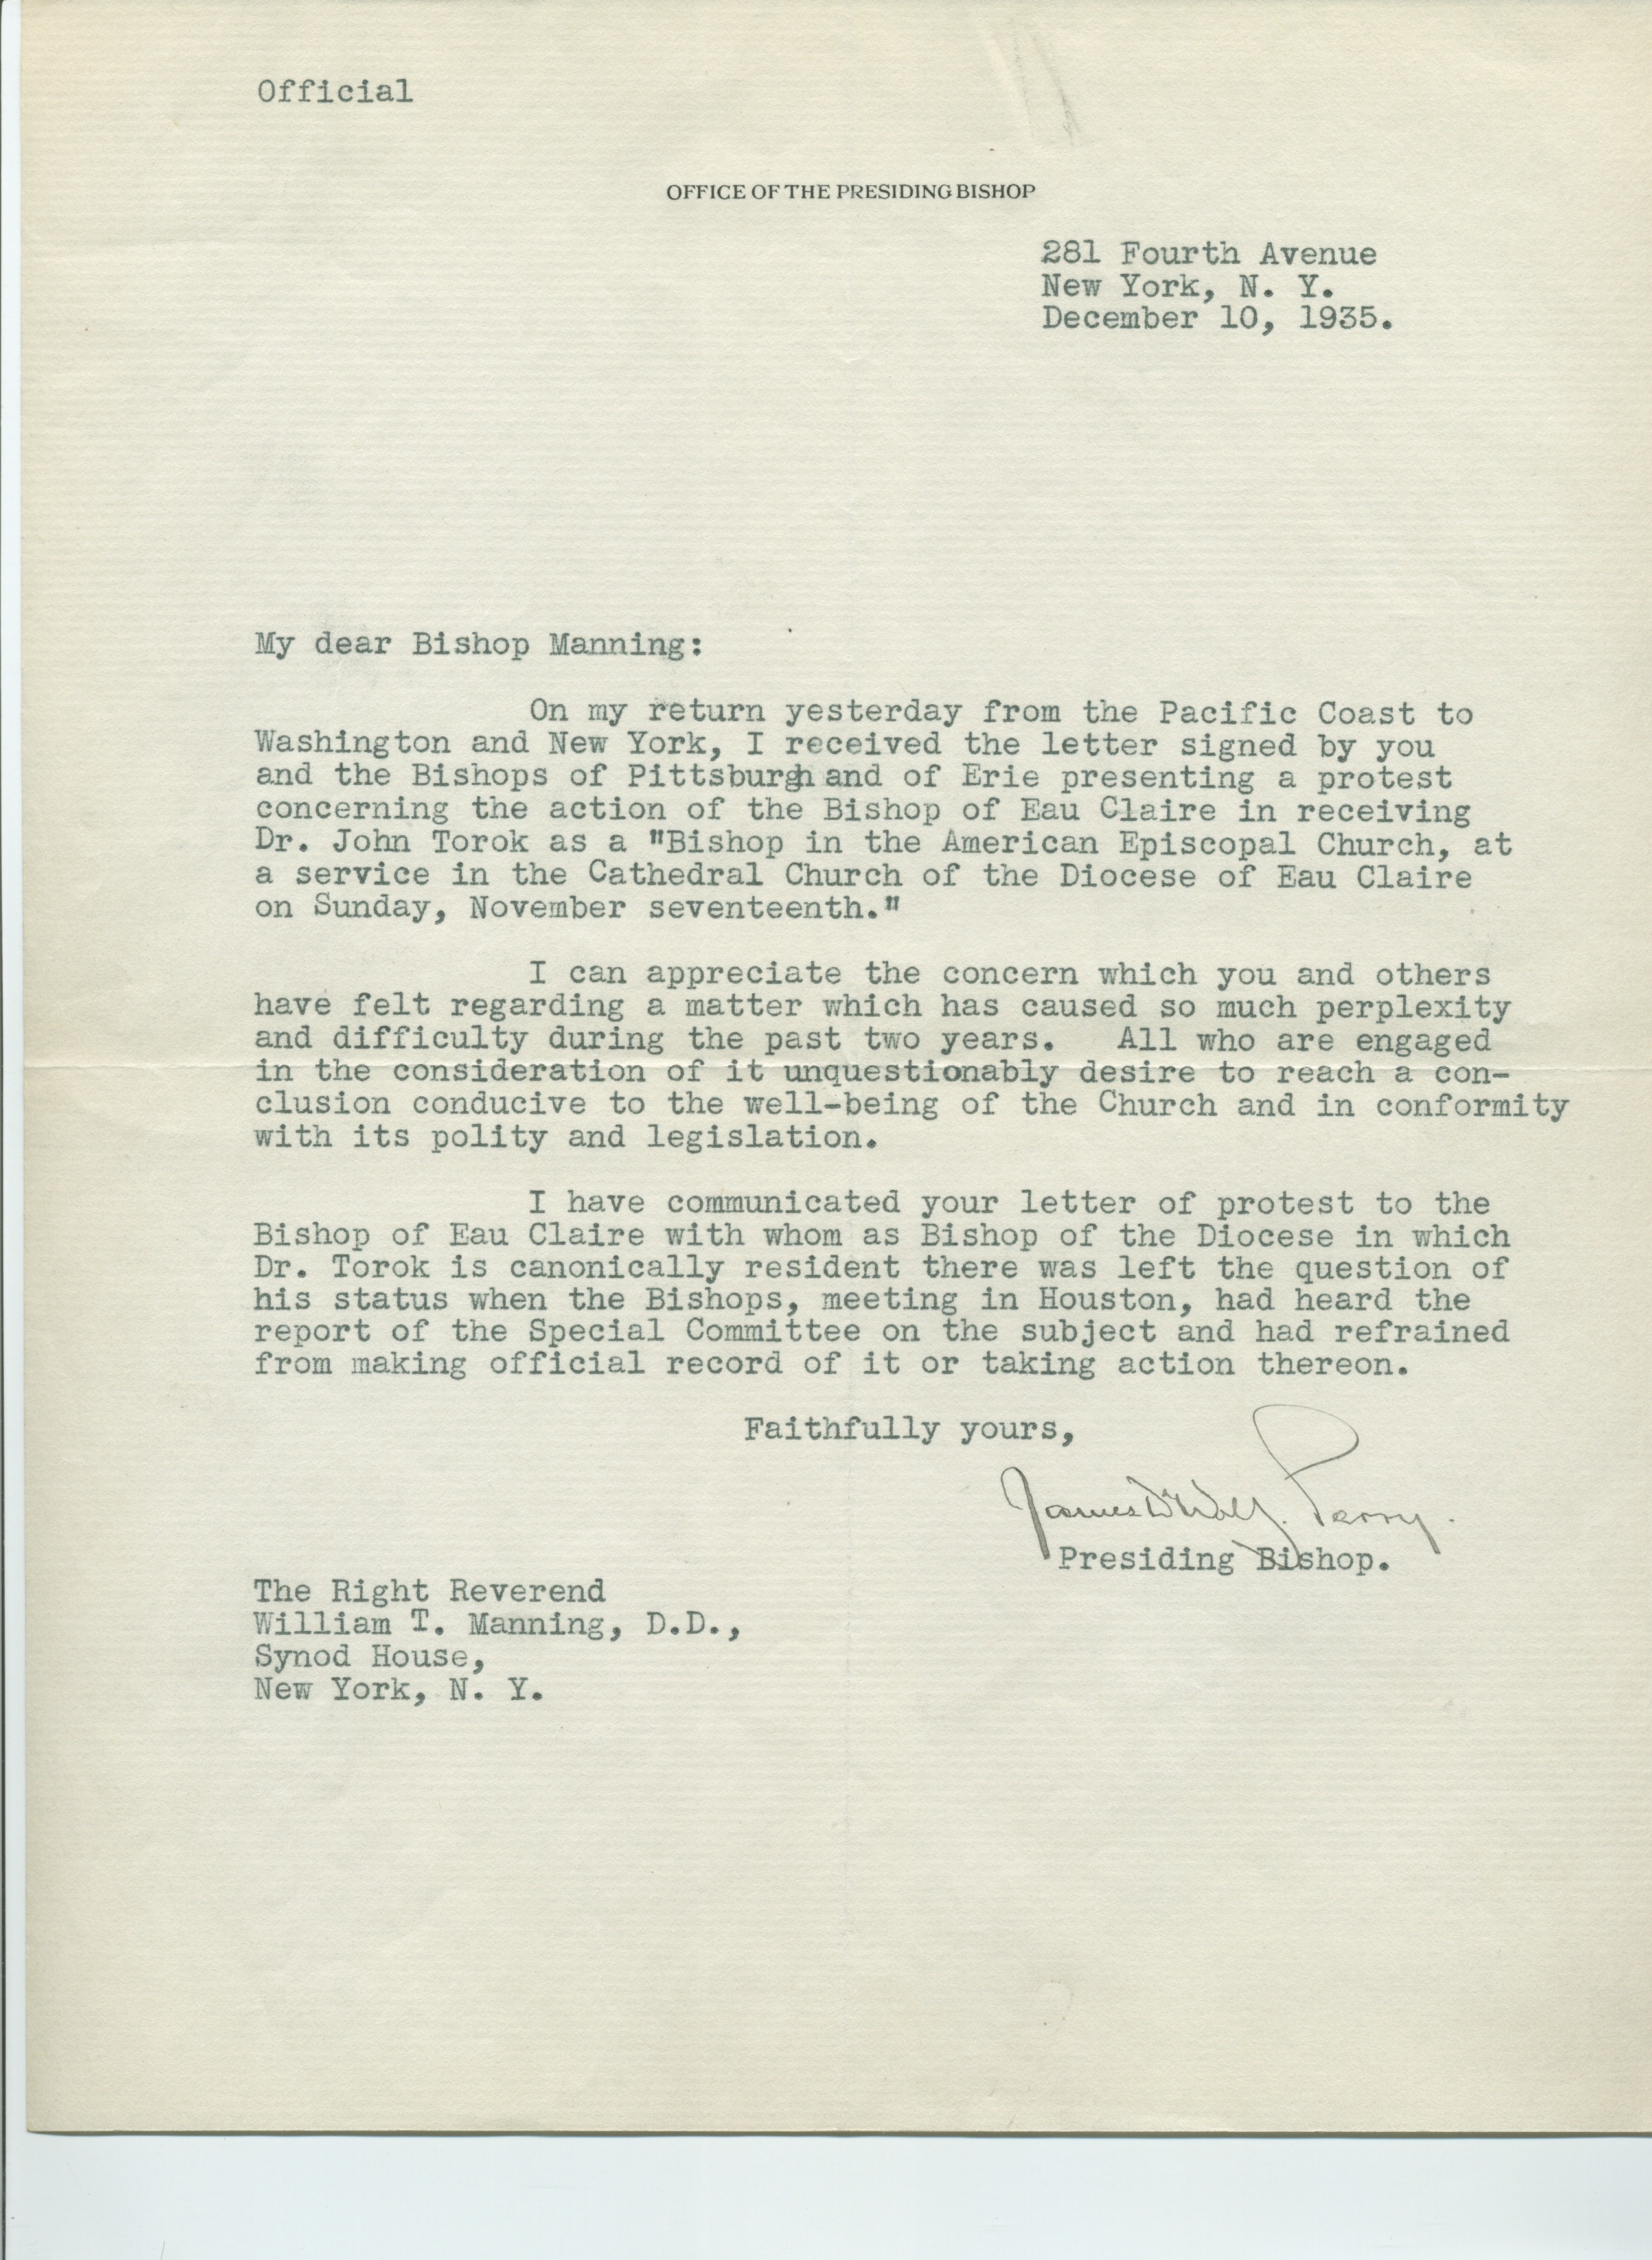 Official
OFFICE OF THE PRESIDING BISHOP
281 Fourth Avenue
New York, N. Y.
December 10, 1935.
My dear Bishop Manning:
On my return yesterday from the Pacific Coast to
Washington and New York, I received the letter signed by you
and the Bishops of Pittsburgh and of Erie presenting a protest
concerning the action of the Bishop of Eau Claire in receiving
Dr. John Torok as a "Bishop in the American Episcopal Church, at
a service in the Cathedral Church of the Diocese of Eau Claire
on Sunday, November seventeenth."
I can appreciate the concern which you and others
have felt regarding a matter which has caused so much perplexity
and difficulty during the past two years. All who are engaged
in the consideration of it unquestionably desire to reach a con-
clusion conducive to the well-being of the Church and in conformity
with its polity and legislation.
I have communicated your letter of protest to the
Bishop of Eau Claire with whom as Bishop of the Diocese in which
Dr. Torok is canonically resident there was left the question of
his status when the Bishops, meeting in Houston, had heard the
report of the Special Committee on the subject and had refrained
from making official record of it or taking action thereon.
Faithfully yours,
James DeWolf Perry.
Presiding Bishop.
The Right Reverend
William T. Manning, D.D.,
Synod House,
New York, N. Y.